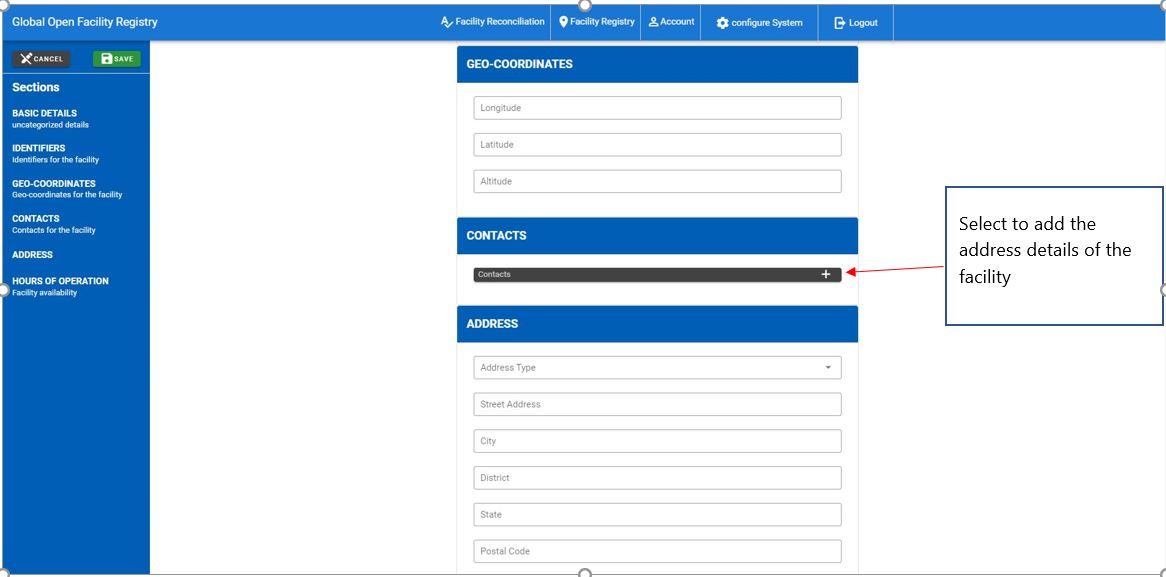 Global Open Facility Registry
Facility Reconciliation
Facility Registry
Account
configure System
Logout
CANCEL
SAVE
Sections
BASIC DETAILS
uncategorized details
IDENTIFIERS
Identifiers for the facility
GEO-COORDINATES
Geo-coordinates for the facility
CONTACTS
Contacts for the facility
ADDRESS
HOURS OF OPERATION
Facility availability
GEO-COORDINATES
Longitude
Latitude
Altitude
CONTACTS
Contacts
ADDRESS
Address Type
Street Address
City
District
State
Postal Code
Select to add the
address details of the
facility